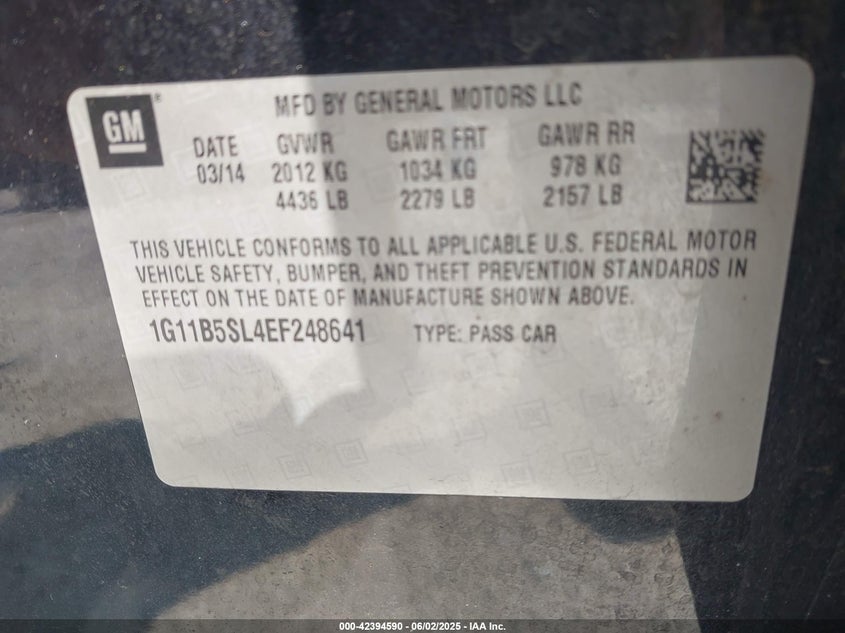 GM
MFD BY GENERAL MOTORS LLC
DATE GVWR GAWR FRT GAWR RR
03/14 2012 KG 1034 KG 978 KG
4436 LB 2279 LB 2157 LB
THIS VEHICLE CONFORMS TO ALL APPLICABLE U.S. FEDERAL MOTOR
VEHICLE SAFETY, BUMPER, AND THEFT PREVENTION STANDARDS IN
EFFECT ON THE DATE OF MANUFACTURE SHOWN ABOVE.
1G11B5SL4EF248641 TYPE: PASS CAR
000-42394590 - 06/02/2025 - IAA Inc.